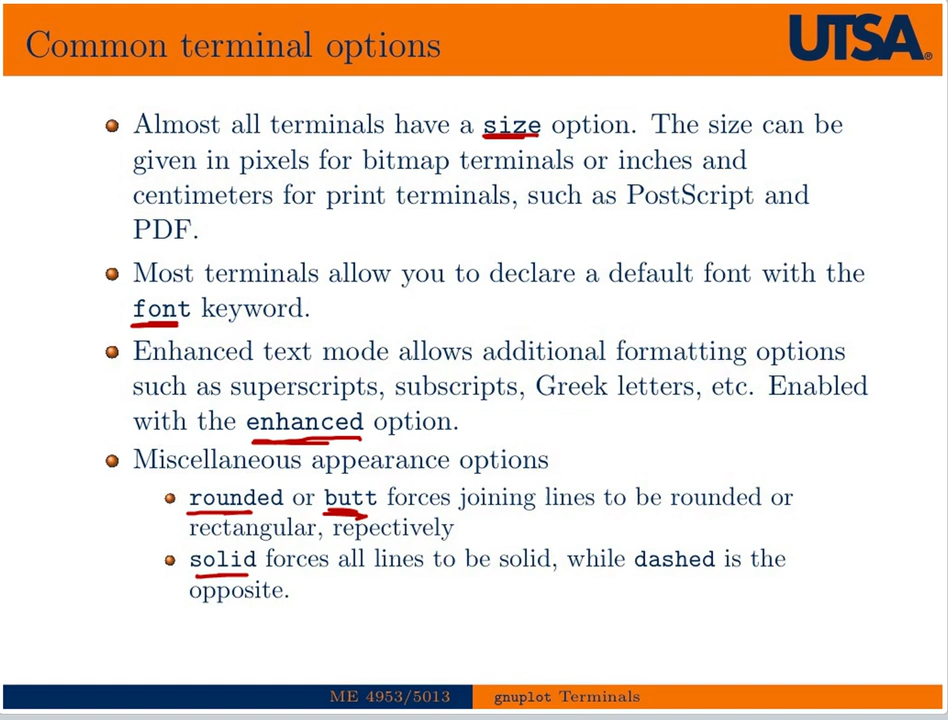 Common terminal options
UTSA®
Almost all terminals have a size option. The size can be
given in pixels for bitmap terminals or inches and
centimeters for print terminals, such as PostScript and
PDF.
Most terminals allow you to declare a default font with the
font keyword.
Enhanced text mode allows additional formatting options
such as superscripts, subscripts, Greek letters, etc. Enabled
with the enhanced option.
Miscellaneous appearance options
rounded or butt forces joining lines to be rounded or
rectangular, repectively
solid forces all lines to be solid, while dashed is the
opposite.
ME 4953/5013
gnuplot Terminals